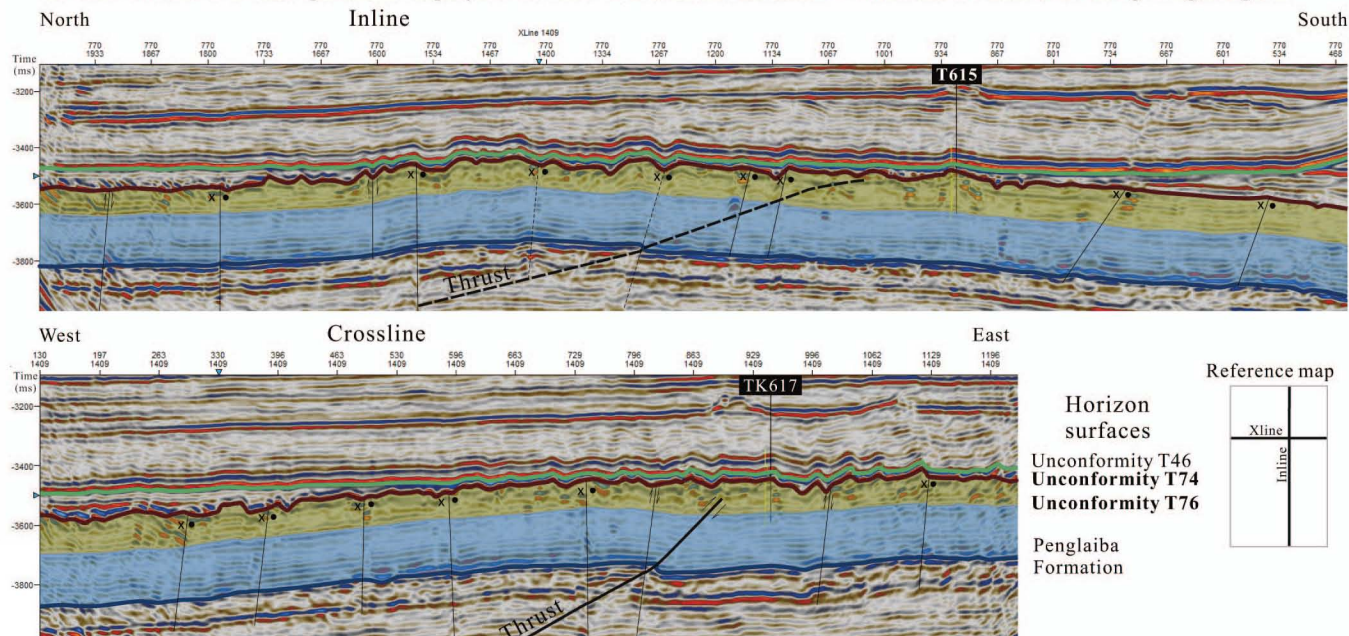 North Inline South
XLine 1409
770 770 770 770 770 770 770 770 770 770 770 770 770 770 770 770 770 770 770 770 770 770 770
1933 1867 1800 1733 1667 1600 1534 1467 1400 1334 1267 1200 1134 1067 1001 934 867 801 734 668 601 534 468
Time
(ms)
T615
-3200
-3400
x x x x x
x x
-3600
x
-3800
Thrust
West Crossline East
130 197 263 330 396 463 530 596 663 729 796 863 929 996 1062 1129 1196
1409 1409 1409 1409 1409 1409 1409 1409 1409 1409 1409 1409 1409 1409 1409 1409 1409
Time
(ms)
TK617
Reference map
-3200
Horizon
surfaces
Xline
Inline
-3400
Unconformity T46
Unconformity T74
x x
Unconformity T76
x x
x x
-3600
Penglaiba
Formation
-3800
Thrust